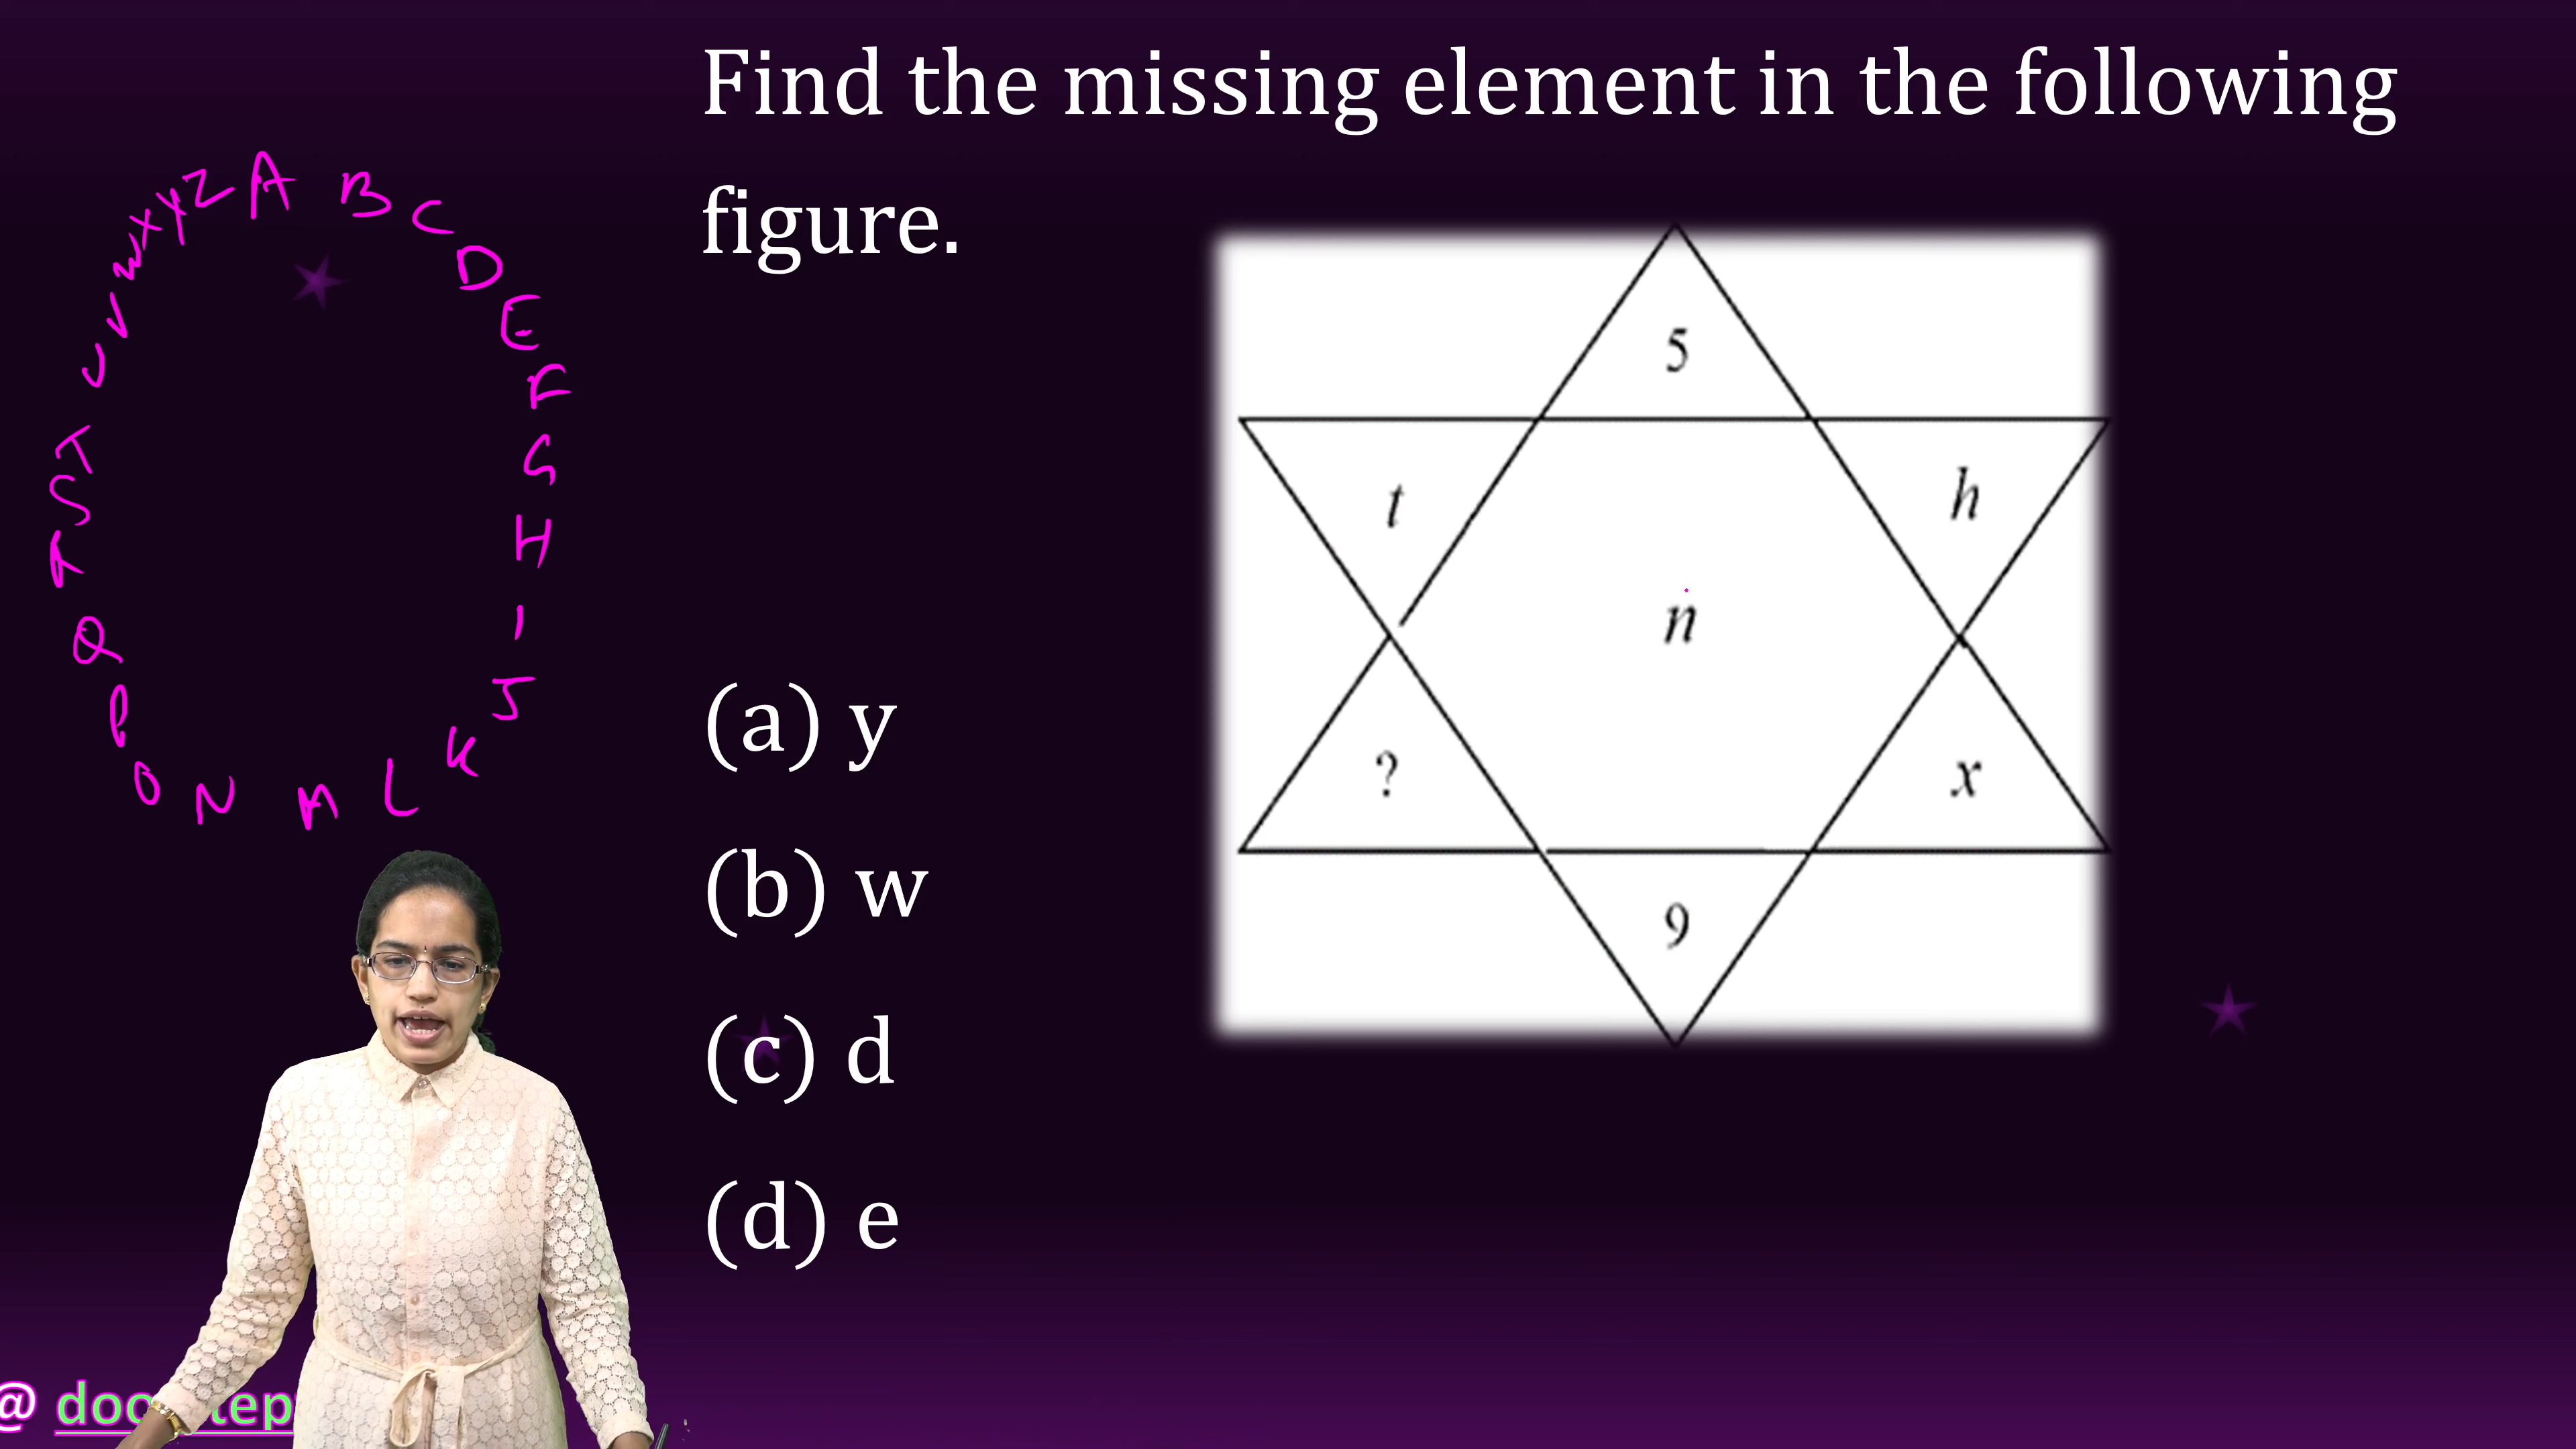 Find the missing element in the following
figure.
A
B
C
D
E
F
G
H
I
J
K
L
M
N
O
P
Q
R
S
T
U
V
W
X
Y
Z
5
t
h
n
?
x
9
(a) y
(b) w
(c) d
(d) e
@